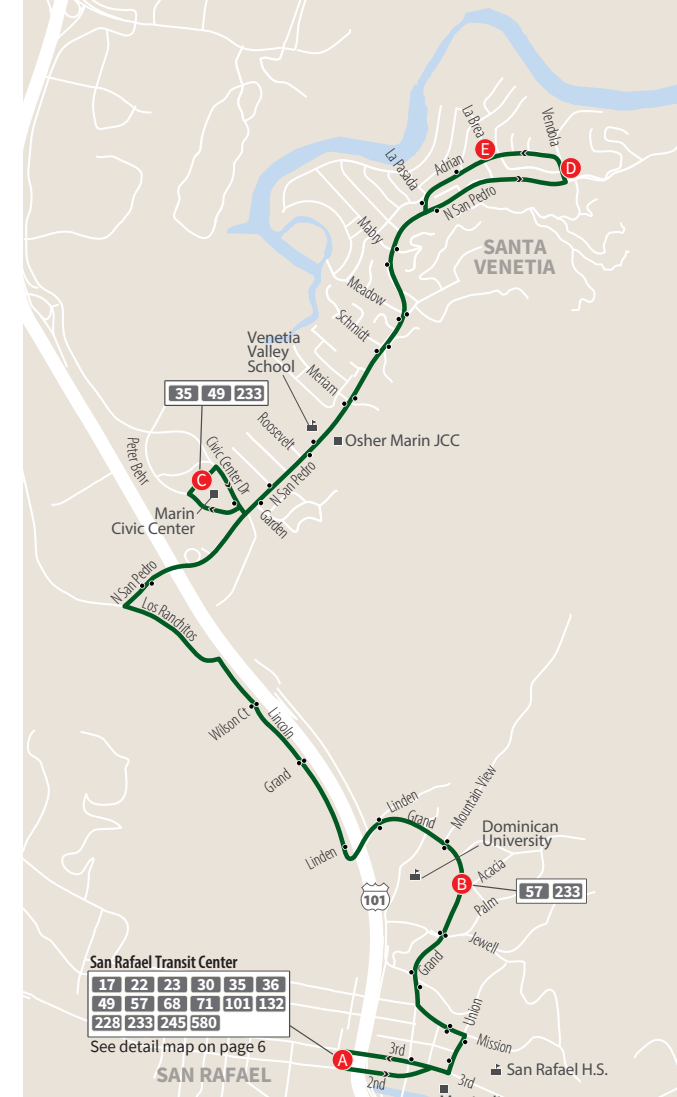 La Brea
Vendola
E
D
La Pasada
Adrian
N San Pedro
Mabry
SANTA
VENETIA
Meadow
Schmidt
Venetia
Valley
School
Meriam
35 49 233
Roosevelt
Osher Marin JCC
Peter Behr
Civic Center Dr
C
N San Pedro
Marin
Civic Center
Garden
N San Pedro
Los Ranchitos
Wilson Ct
Lincoln
Grand
Linden
Grand
Mountain View
Linden
Dominican
University
Acacia
B
57 233
101
Palm
Jewell
Grand
San Rafael Transit Center
17 22 23 30 35 36
49 57 68 71 101 132
228 233 245 580
See detail map on page 6
Union
Mission
A
3rd
San Rafael H.S.
SAN RAFAEL
2nd
3rd